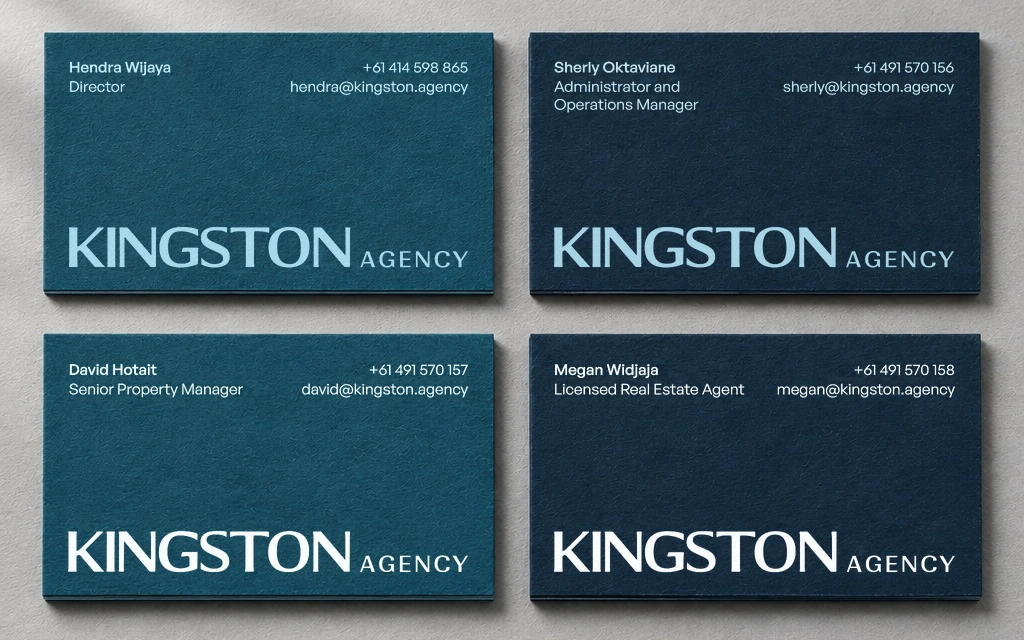 Hendra Wijaya
Director
+61 414 598 865
hendra@kingston.agency
KINGSTON AGENCY
Sherly Oktaviane
Administrator and
Operations Manager
+61 491 570 156
sherly@kingston.agency
KINGSTON AGENCY
David Hotait
Senior Property Manager
+61 491 570 157
david@kingston.agency
KINGSTON AGENCY
Megan Widjaja
Licensed Real Estate Agent
+61 491 570 158
megan@kingston.agency
KINGSTON AGENCY